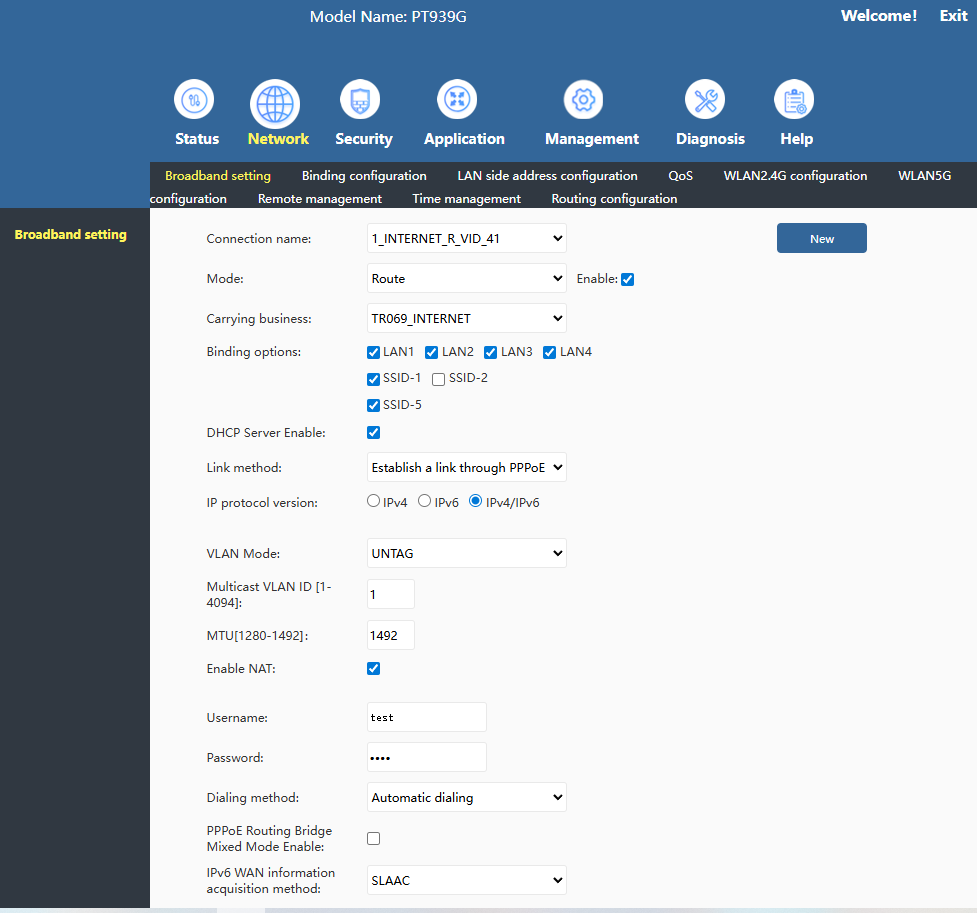 Model Name: PT939G
Welcome! Exit
Status Network Security Application Management Diagnosis Help
Broadband setting Binding configuration LAN side address configuration QoS WLAN2.4G configuration WLAN5G
configuration Remote management Time management Routing configuration
Broadband setting
Connection name: 1_INTERNET_R_VID_41 New
Mode: Route Enable:
Carrying business: TR069_INTERNET
Binding options: LAN1 LAN2 LAN3 LAN4
SSID-1 SSID-2
SSID-5
DHCP Server Enable:
Link method: Establish a link through PPPoE
IP protocol version: IPv4 IPv6 IPv4/IPv6
VLAN Mode: UNTAG
Multicast VLAN ID [1-
4094]: 1
MTU[1280-1492]: 1492
Enable NAT:
Username: test
Password: ••••
Dialing method: Automatic dialing
PPPoE Routing Bridge
Mixed Mode Enable:
IPv6 WAN information
acquisition method: SLAAC